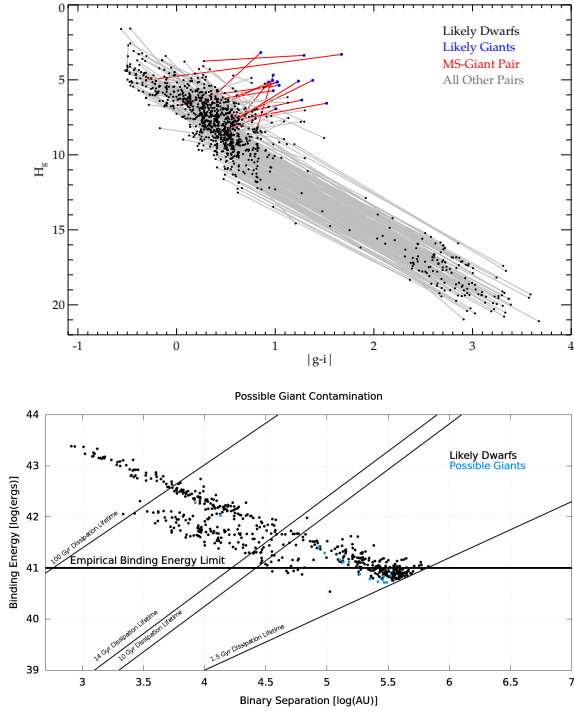 0
5
10
15
20
H_g
Likely Dwarfs
Likely Giants
MS-Giant Pair
All Other Pairs
-1 0 1 2 3 4
|g-i|
Possible Giant Contamination
44
43
42
41
40
39
Binding Energy [log(ergs)]
Likely Dwarfs
Possible Giants
100 Gyr Dissipation Lifetime
Empirical Binding Energy Limit
14 Gyr Dissipation Lifetime
10 Gyr Dissipation Lifetime
1.5 Gyr Dissipation Lifetime
3 3.5 4 4.5 5 5.5 6 6.5 7
Binary Separation [log(AU)]